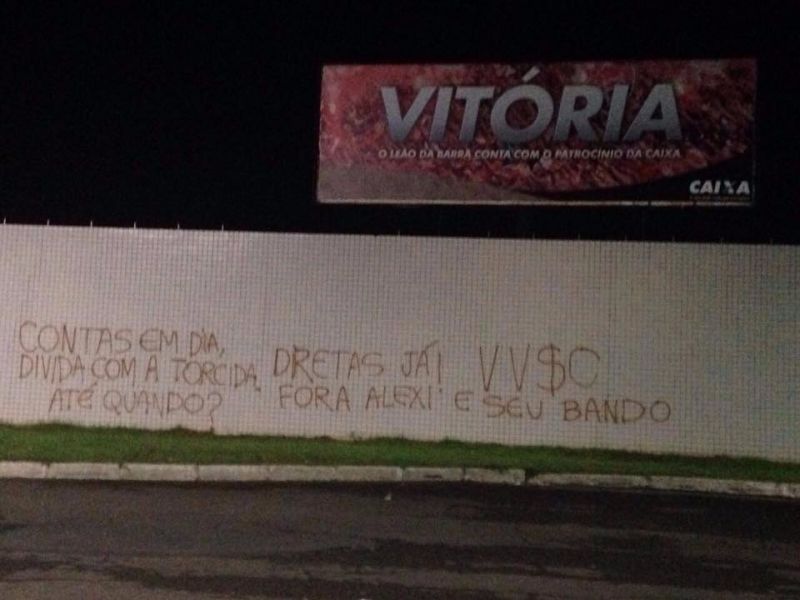 VITÓRIA
O LEÃO DA BARRA CONTA COM O PATROCÍNIO DA CAIXA
CAIXA
CONTAS EM DIA,
DIVIDA COM A TORCIDA.
ATÉ QUANDO?
DRETAS JÁ!
FORA ALEXI E SEU BANDO
VV$C